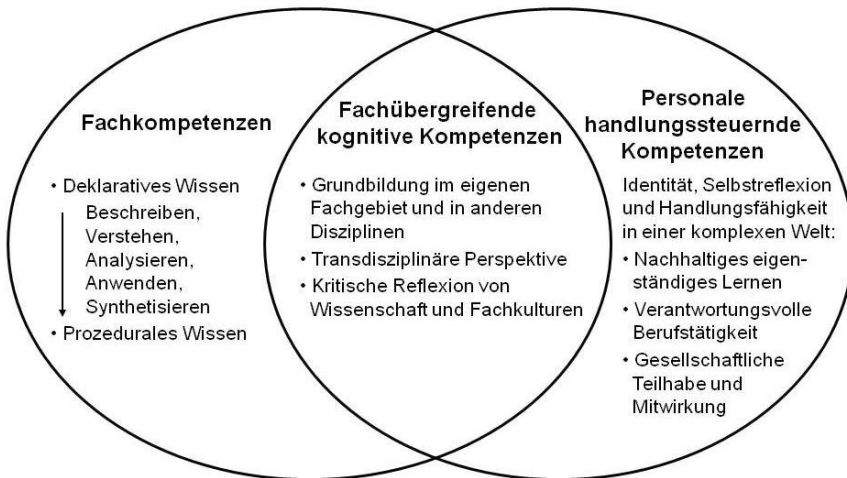 Fachkompetenzen
• Deklaratives Wissen
Beschreiben,
Verstehen,
Analysieren,
Anwenden,
Synthetisieren
• Prozedurales Wissen
Fachübergreifende
kognitive Kompetenzen
• Grundbildung im eigenen
Fachgebiet und in anderen
Disziplinen
• Transdisziplinäre Perspektive
• Kritische Reflexion von
Wissenschaft und Fachkulturen
Personale
handlungssteuernde
Kompetenzen
Identität, Selbstreflexion
und Handlungsfähigkeit
in einer komplexen Welt:
• Nachhaltiges eigen-
ständiges Lernen
• Verantwortungsvolle
Berufstätigkeit
• Gesellschaftliche
Teilhabe und
Mitwirkung